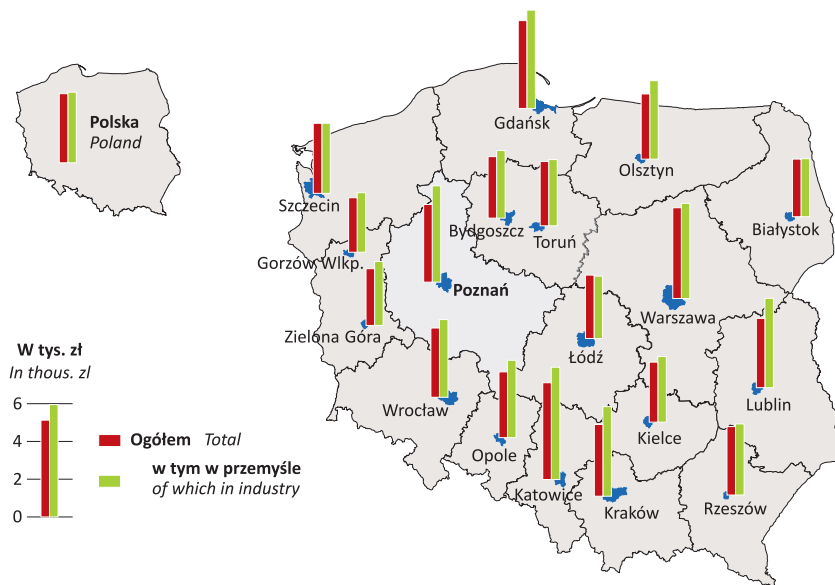 Polska
Poland
Gdańsk
Olsztyn
Szczecin
Bydgoszcz
Toruń
Białystok
Gorzów Wlkp.
Poznań
Warszawa
Zielona Góra
Łódź
W tys. zł
In thous. zl
Wrocław
Lublin
6
4
2
0
Ogółem Total
w tym w przemyśle
of which in industry
Kielce
Opole
Katowice
Kraków
Rzeszów